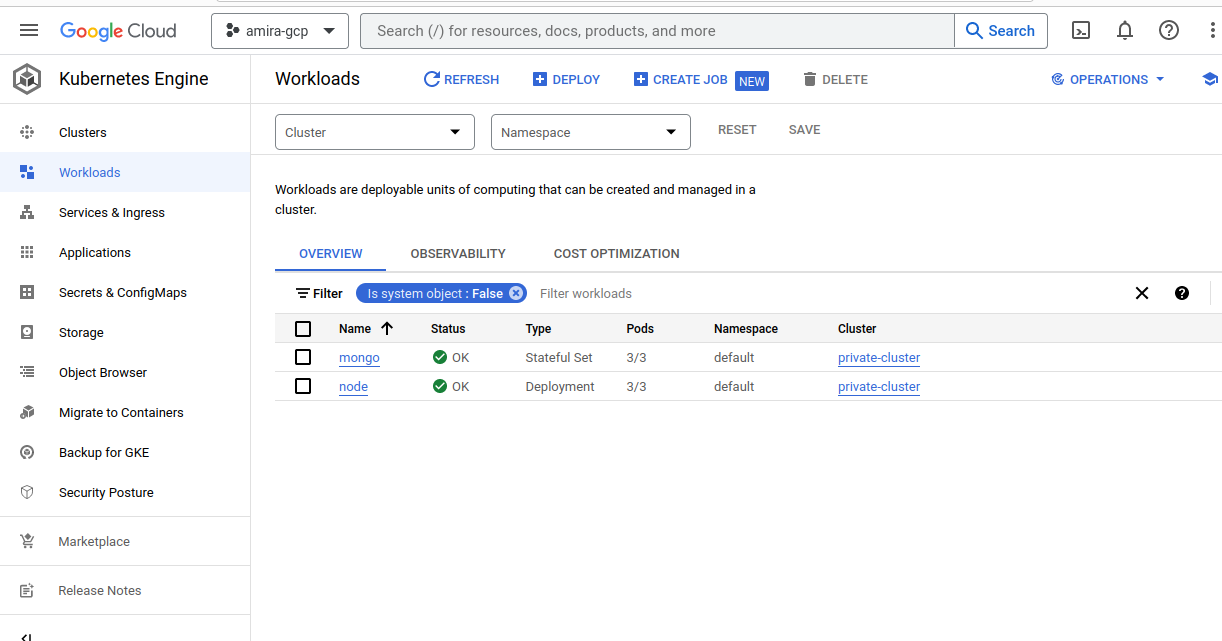 Google Cloud amira-gcp Search (/) for resources, docs, products, and more Search
Kubernetes Engine
Clusters
Workloads
Services & Ingress
Applications
Secrets & ConfigMaps
Storage
Object Browser
Migrate to Containers
Backup for GKE
Security Posture
Marketplace
Release Notes
Workloads REFRESH DEPLOY CREATE JOB NEW DELETE OPERATIONS
Cluster Namespace RESET SAVE
Workloads are deployable units of computing that can be created and managed in a
cluster.
OVERVIEW OBSERVABILITY COST OPTIMIZATION
Filter Is system object : False Filter workloads
Name Status Type Pods Namespace Cluster
mongo OK Stateful Set 3/3 default private-cluster
node OK Deployment 3/3 default private-cluster